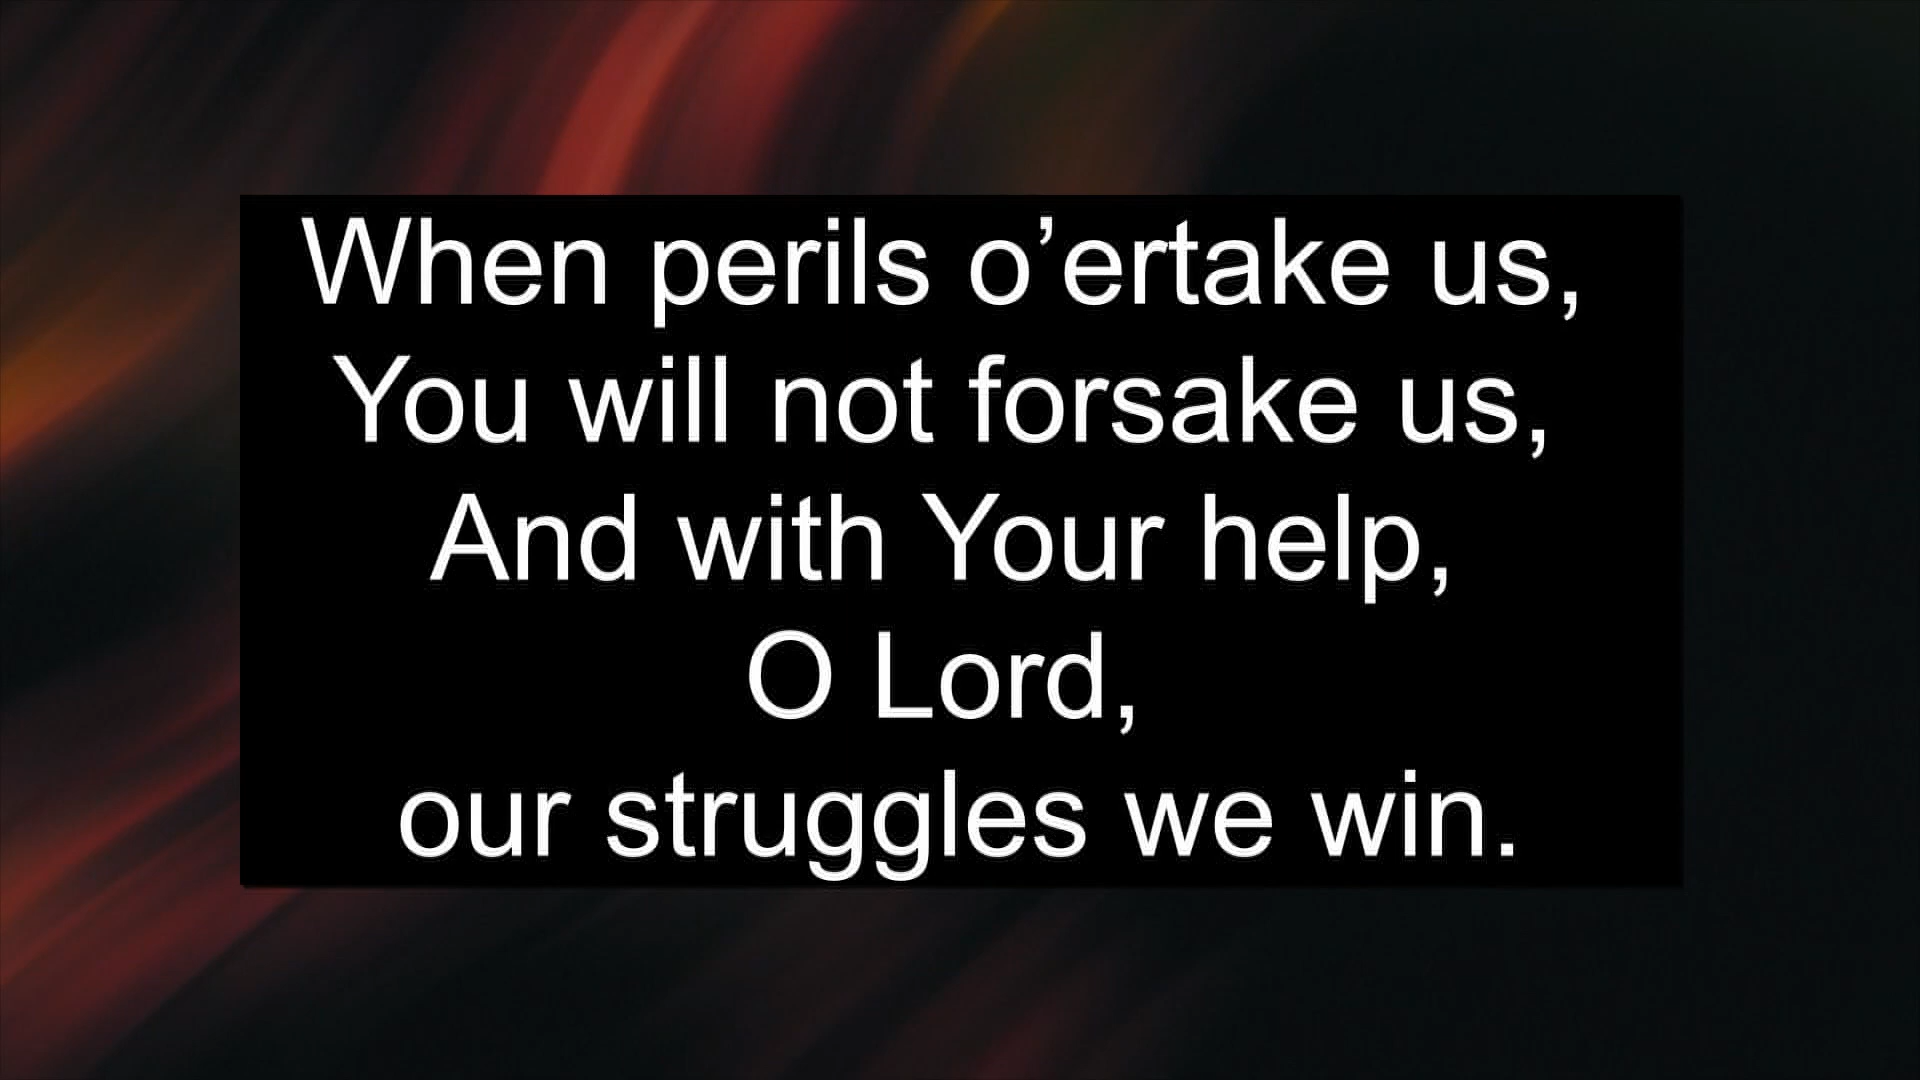 When perils o’ertake us,
You will not forsake us,
And with Your help,
O Lord,
our struggles we win.